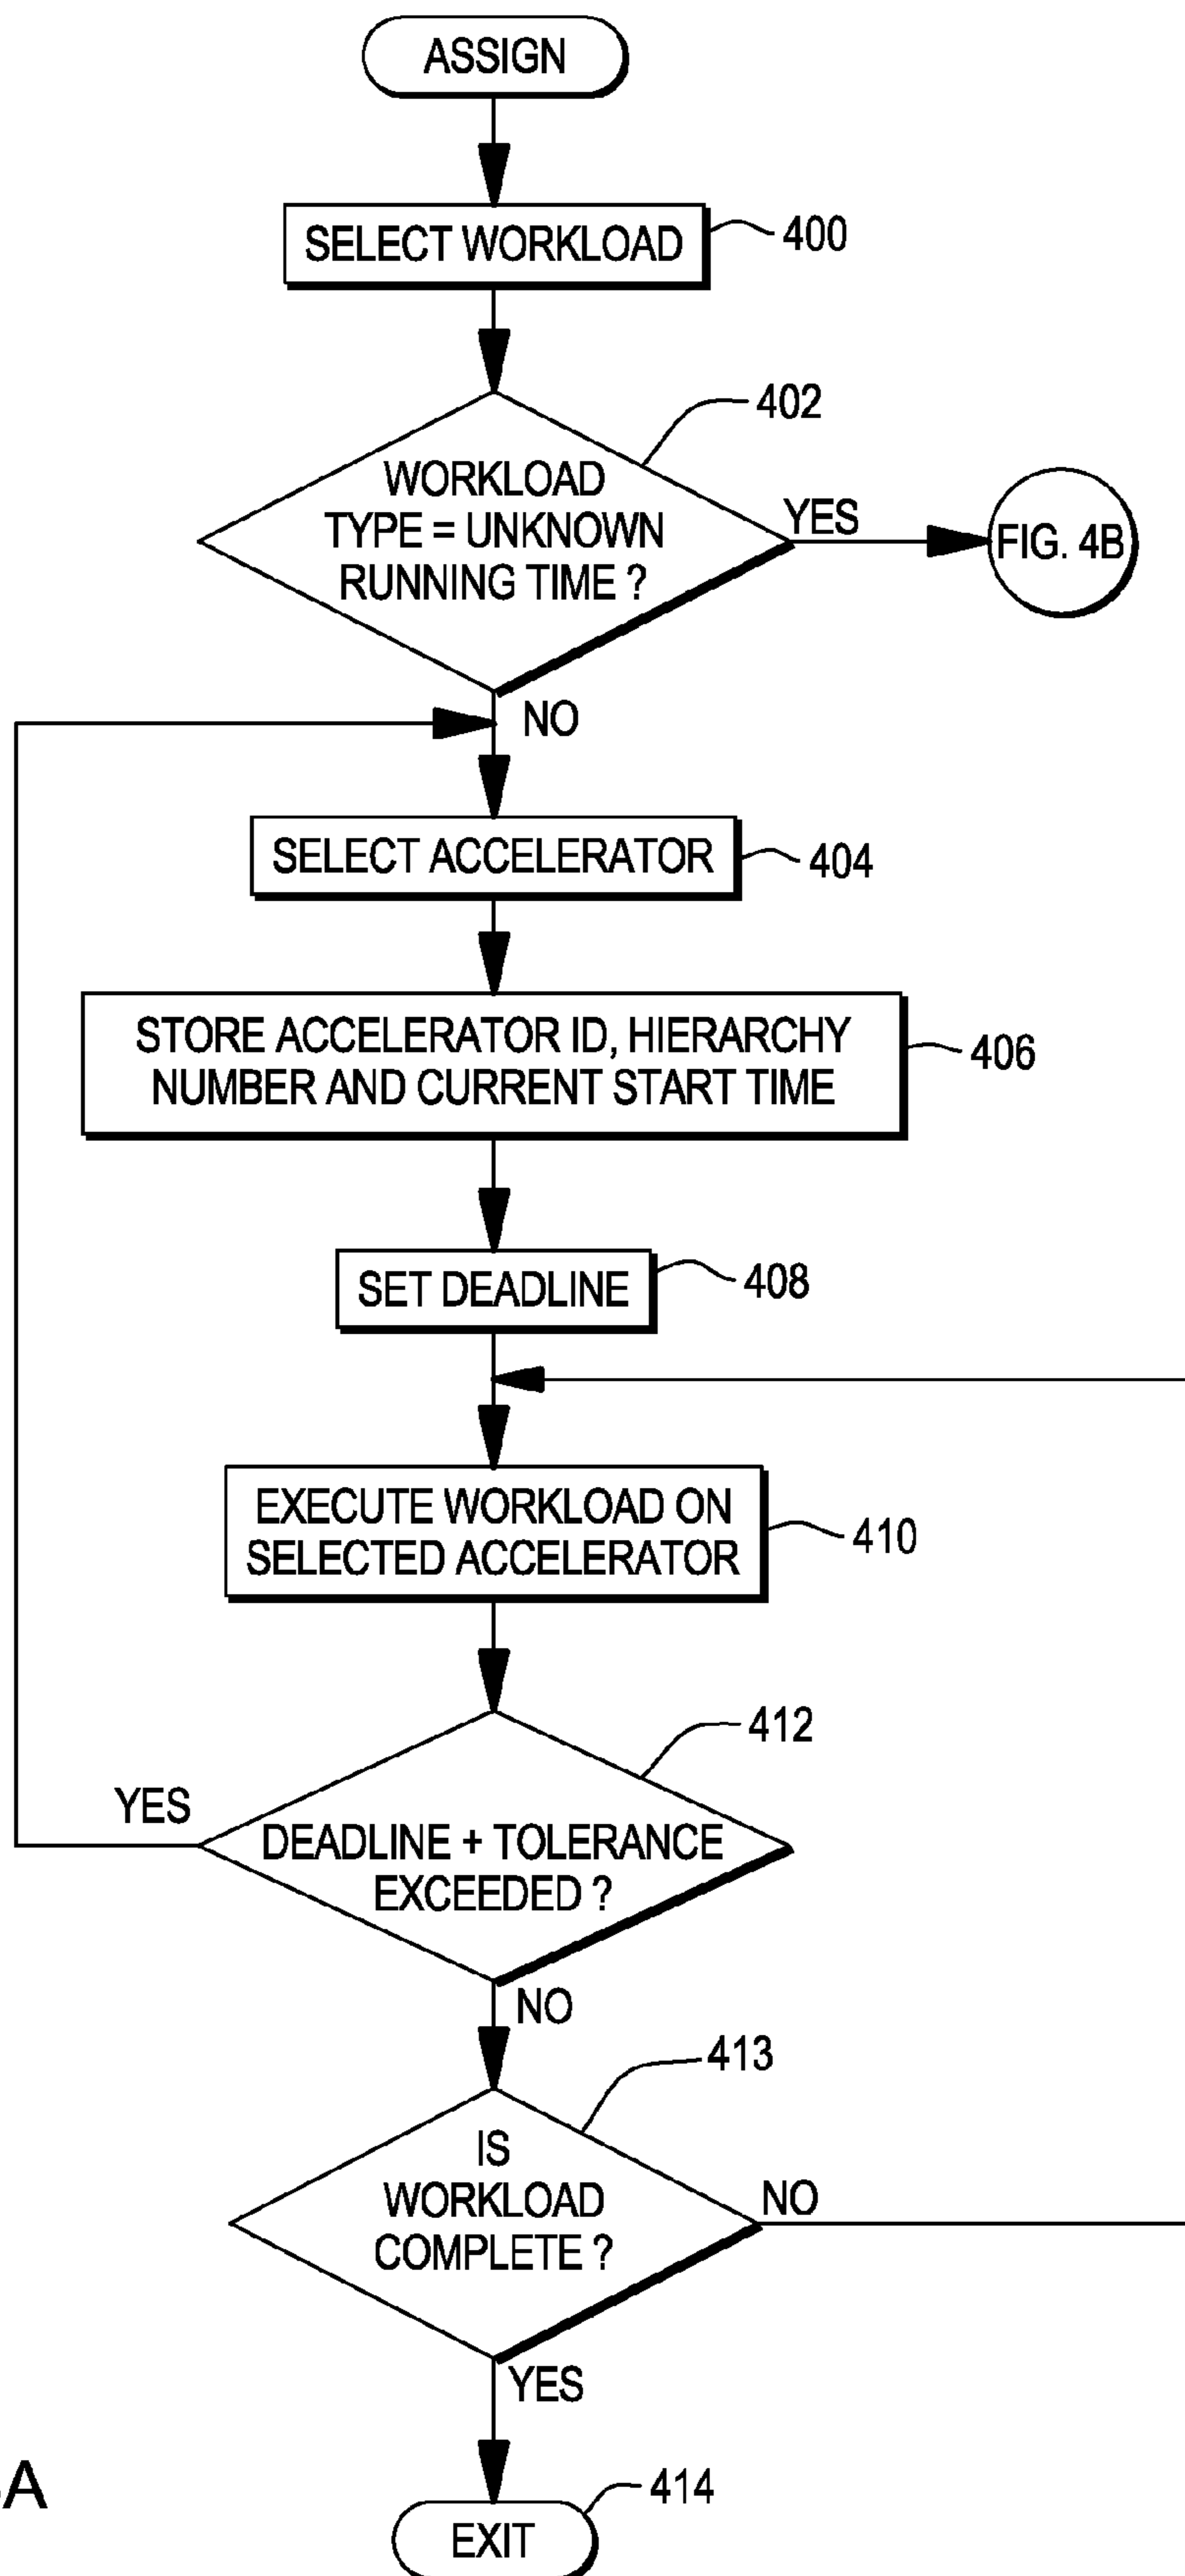 ASSIGN
SELECT WORKLOAD
400
402
WORKLOAD
TYPE = UNKNOWN
RUNNING TIME ?
YES
FIG. 4B
NO
SELECT ACCELERATOR
404
STORE ACCELERATOR ID, HIERARCHY
NUMBER AND CURRENT START TIME
406
SET DEADLINE
408
EXECUTE WORKLOAD ON
SELECTED ACCELERATOR
410
412
YES
DEADLINE + TOLERANCE
EXCEEDED ?
NO
413
IS
WORKLOAD
COMPLETE ?
NO
YES
414
EXIT